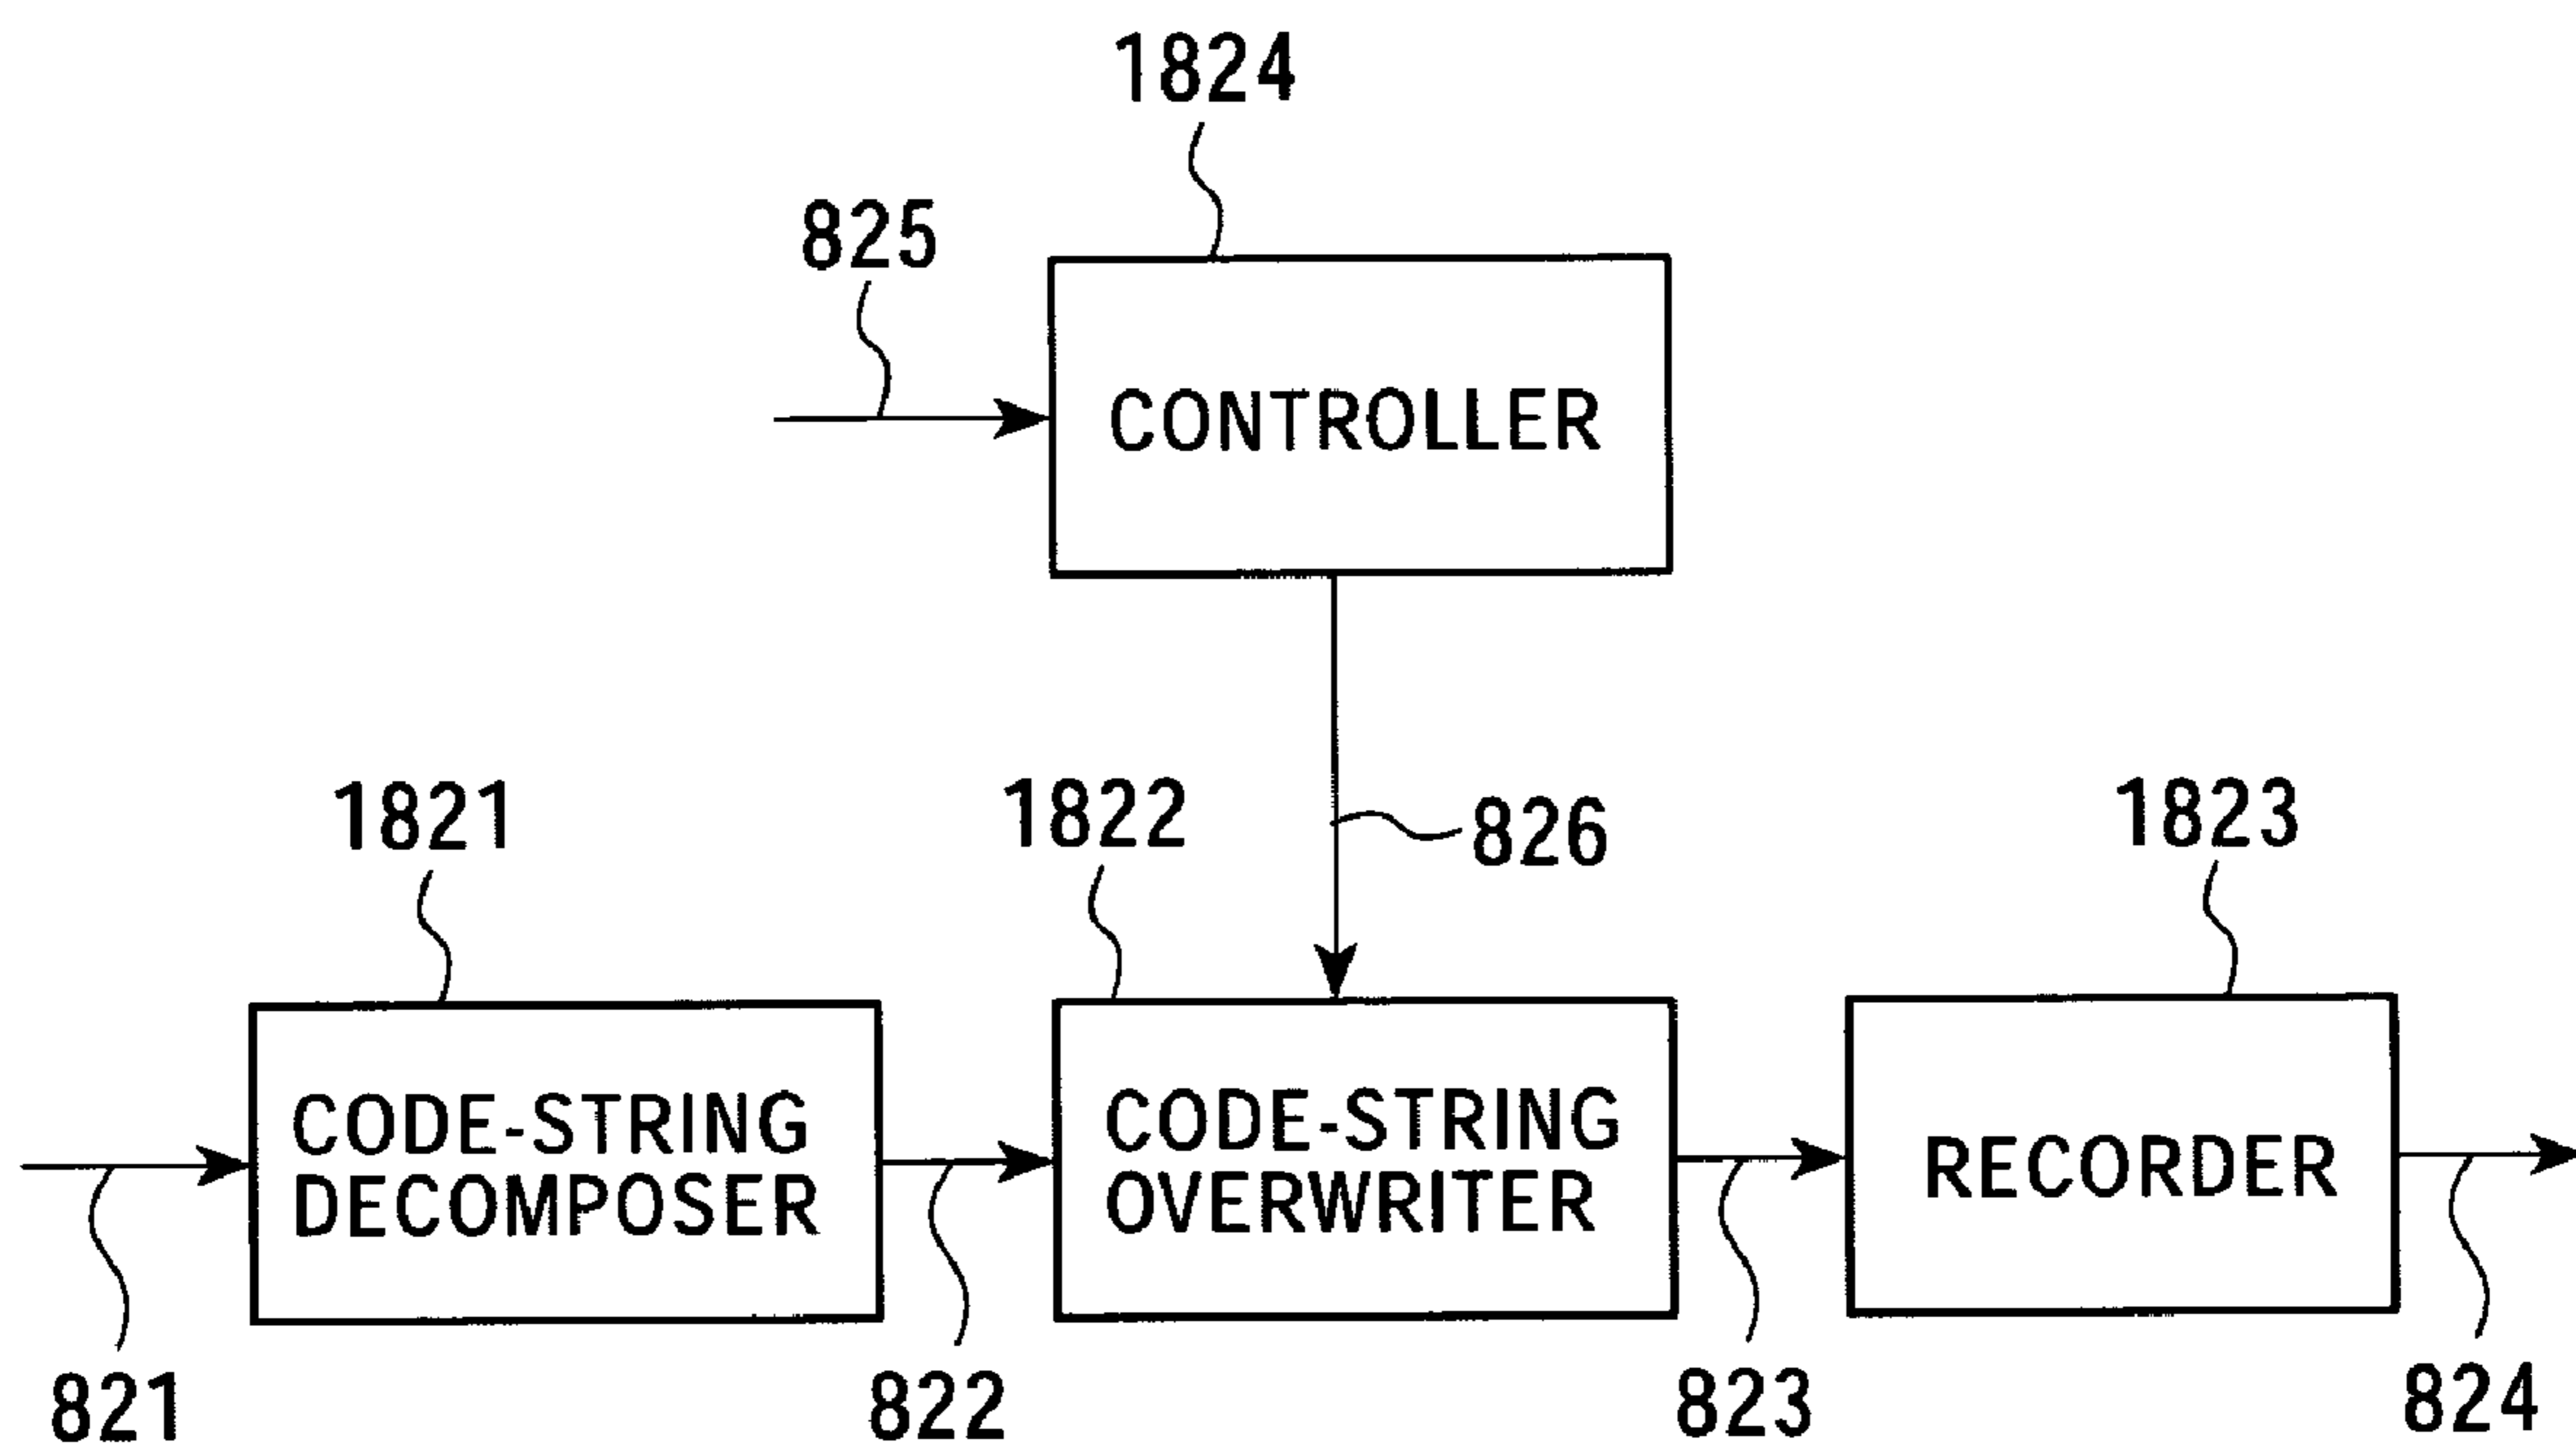 1824
825
CONTROLLER
826
1821
1822
1823
CODE-STRING
DECOMPOSER
CODE-STRING
OVERWRITER
RECORDER
821
822
823
824